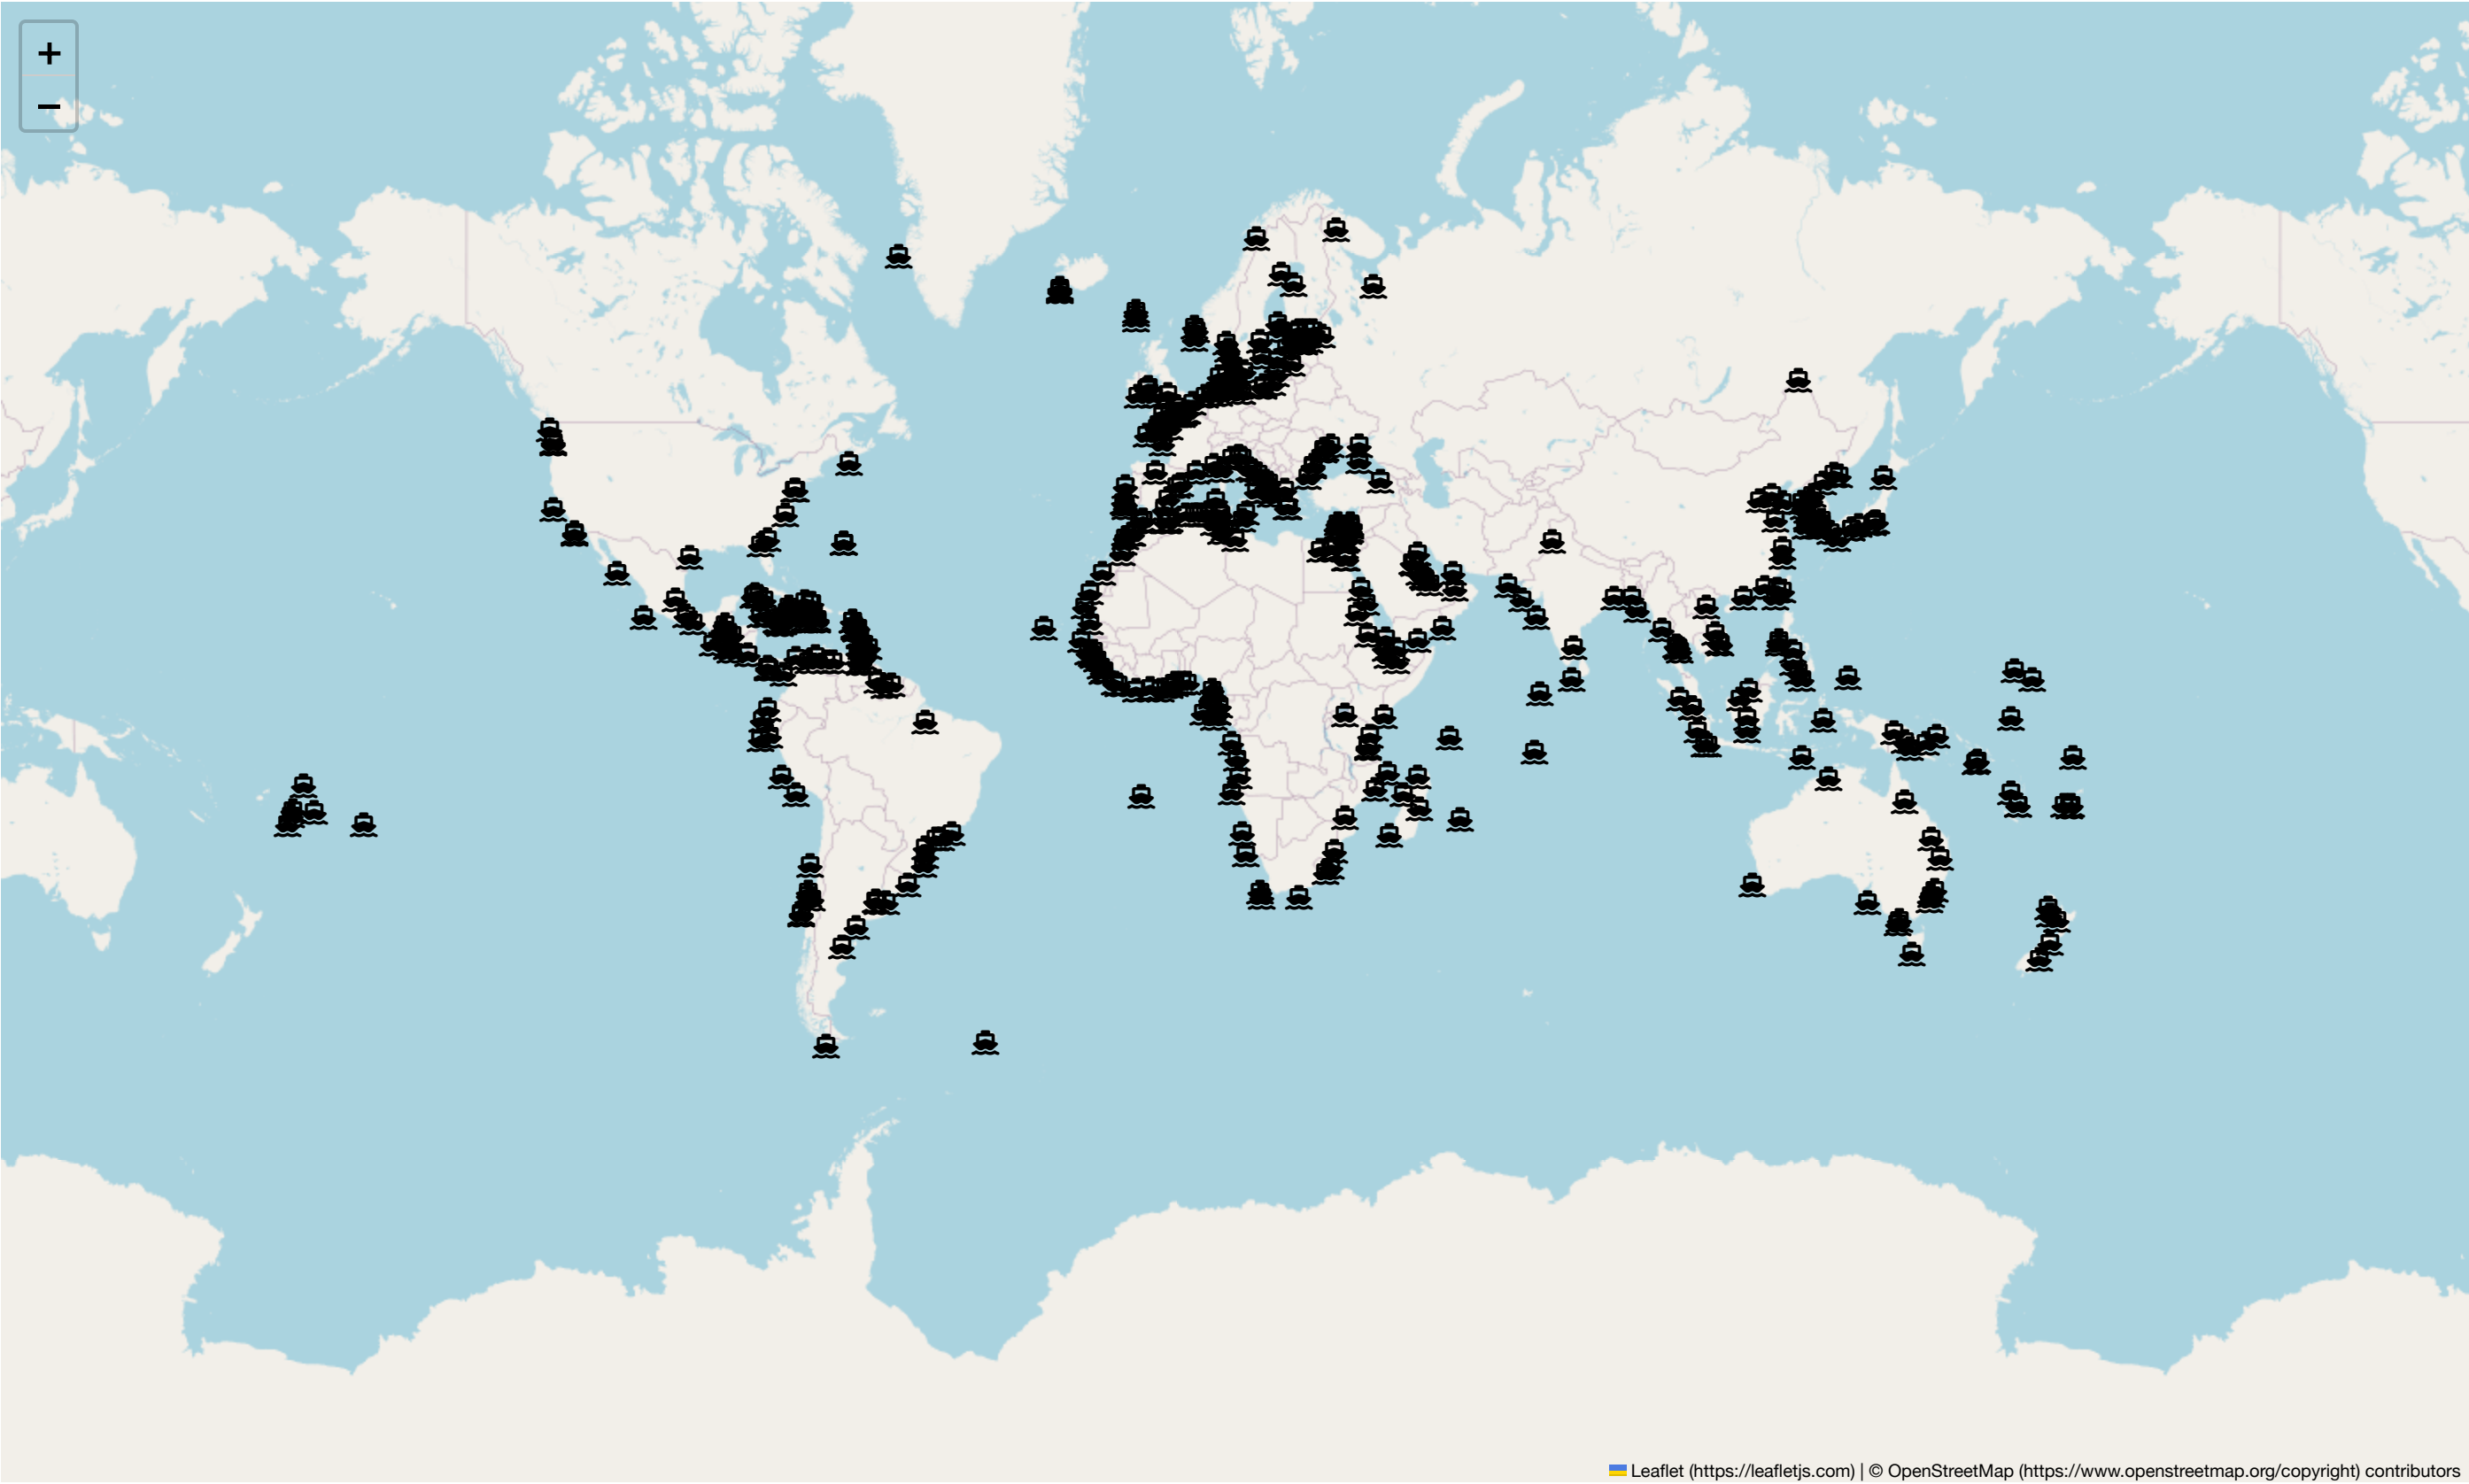 +
−
Leaflet (https://leafletjs.com) | © OpenStreetMap (https://www.openstreetmap.org/copyright) contributors